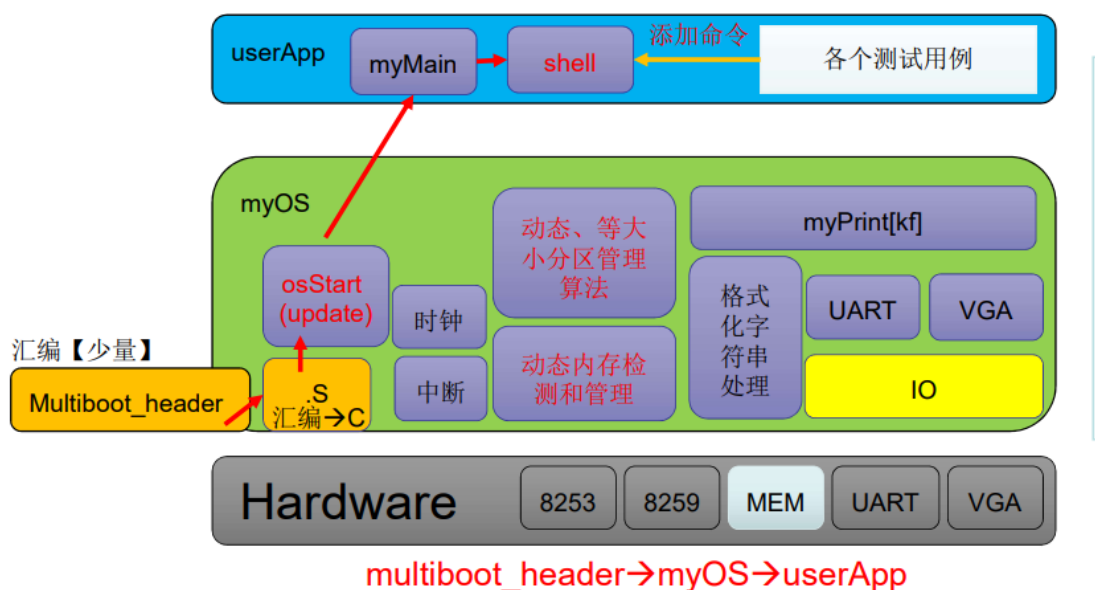 userApp
myMain
shell
添加命令
各个测试用例
myOS
osStart
(update)
时钟
中断
动态、等大
小分区管理
算法
动态内存检
测和管理
myPrint[kf]
格式
化字
符串
处理
UART
VGA
IO
汇编【少量】
Multiboot_header
.S
汇编→C
Hardware
8253
8259
MEM
UART
VGA
multiboot_header→myOS→userApp